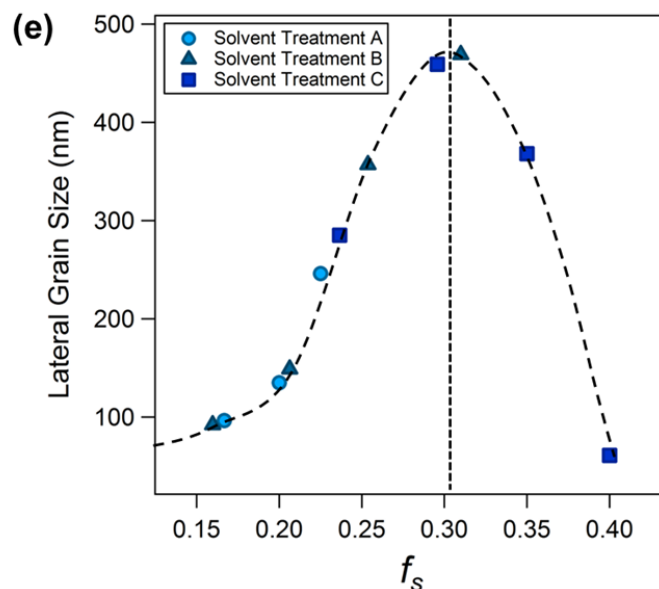 (e)
Solvent Treatment A
Solvent Treatment B
Solvent Treatment C
Lateral Grain Size (nm)
500
400
300
200
100
0.15 0.20 0.25 0.30 0.35 0.40
fs